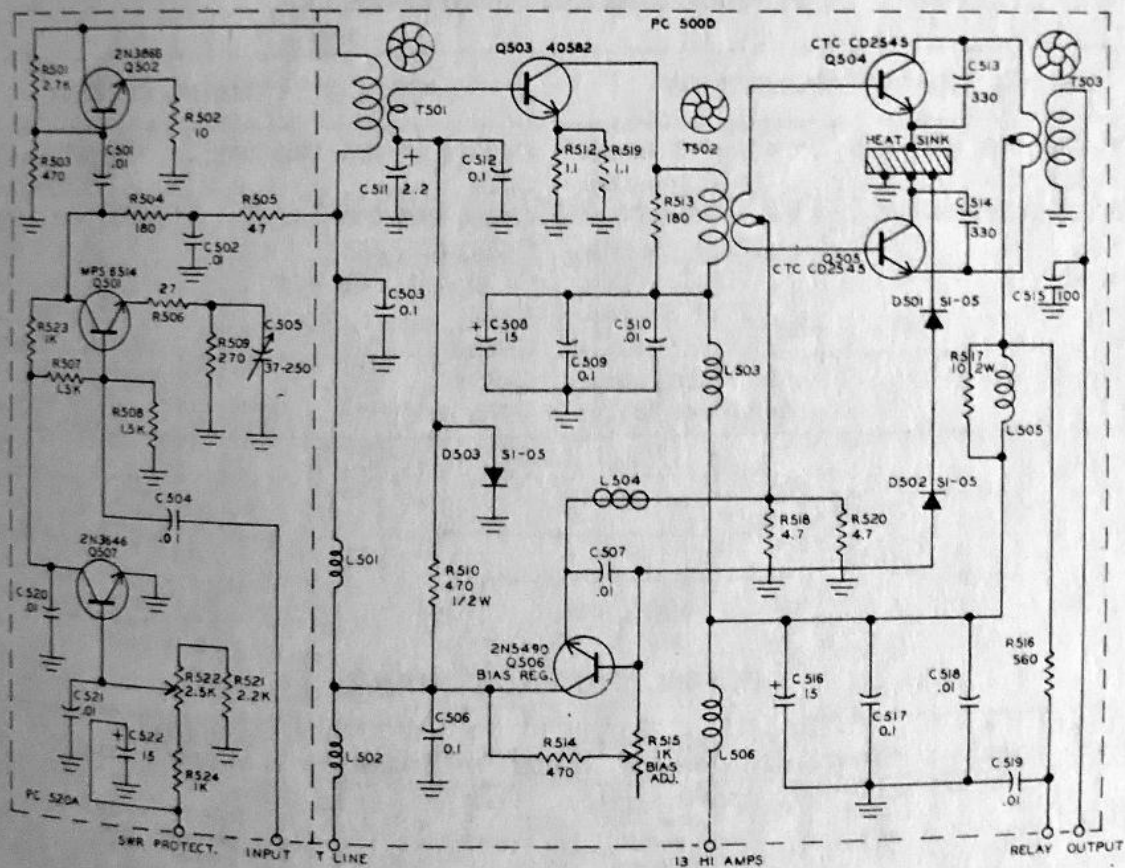 PC 500D
2N3866
Q502
R501
2.7K
R502
10
R503
470
C501
.01
R504
180
R505
47
C502
.01
T501
C511
2.2
C512
0.1
Q503 40582
R512
1.1
R519
1.1
T502
R513
180
CTC CD2545
Q504
C513
330
T503
HEAT SINK
C514
330
Q505
CTC CD2545
C515
100
MPS 6514
Q501
27
R506
R509
270
C505
37-250
C503
0.1
R523
1K
R507
1.5K
R508
1.5K
C508
15
C509
0.1
C510
.01
L503
D501 S1-05
R517
10 2W
L505
D503 S1-05
L504
D502 S1-05
R518
4.7
R520
4.7
C504
.01
2N3646
Q507
C520
.01
L501
R510
470
1/2W
C507
.01
2N5490
Q506
BIAS REG.
C521
.01
R522
2.5K
R521
2.2K
C522
15
R524
1K
L502
C506
0.1
R514
470
R515
1K
BIAS
ADJ.
L506
C516
15
C517
0.1
C518
.01
R516
560
C519
.01
PC 520A
SWR PROTECT.
INPUT
T LINE
13 HI AMPS
RELAY
OUTPUT